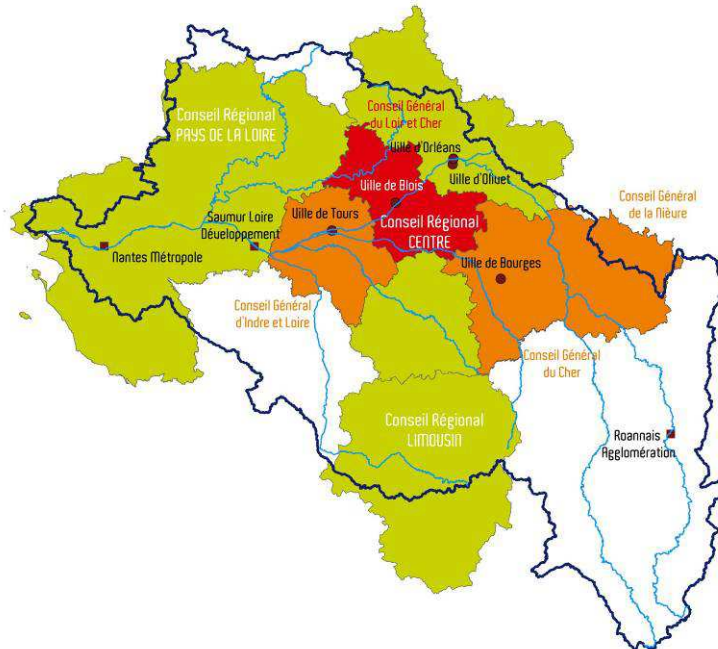 Conseil Général
du Loir et Cher
Conseil Régional
PAYS DE LA LOIRE
Ville d'Orléans
Ville d'Olivet
Ville de Blois
Conseil Général
de la Nièvre
Saumur Loire
Développement
Ville de Tours
Conseil Régional
CENTRE
Nantes Métropole
Ville de Bourges
Conseil Général
d'Indre et Loire
Conseil Général
du Cher
Conseil Régional
LIMOUSIN
Roannais
Agglomération